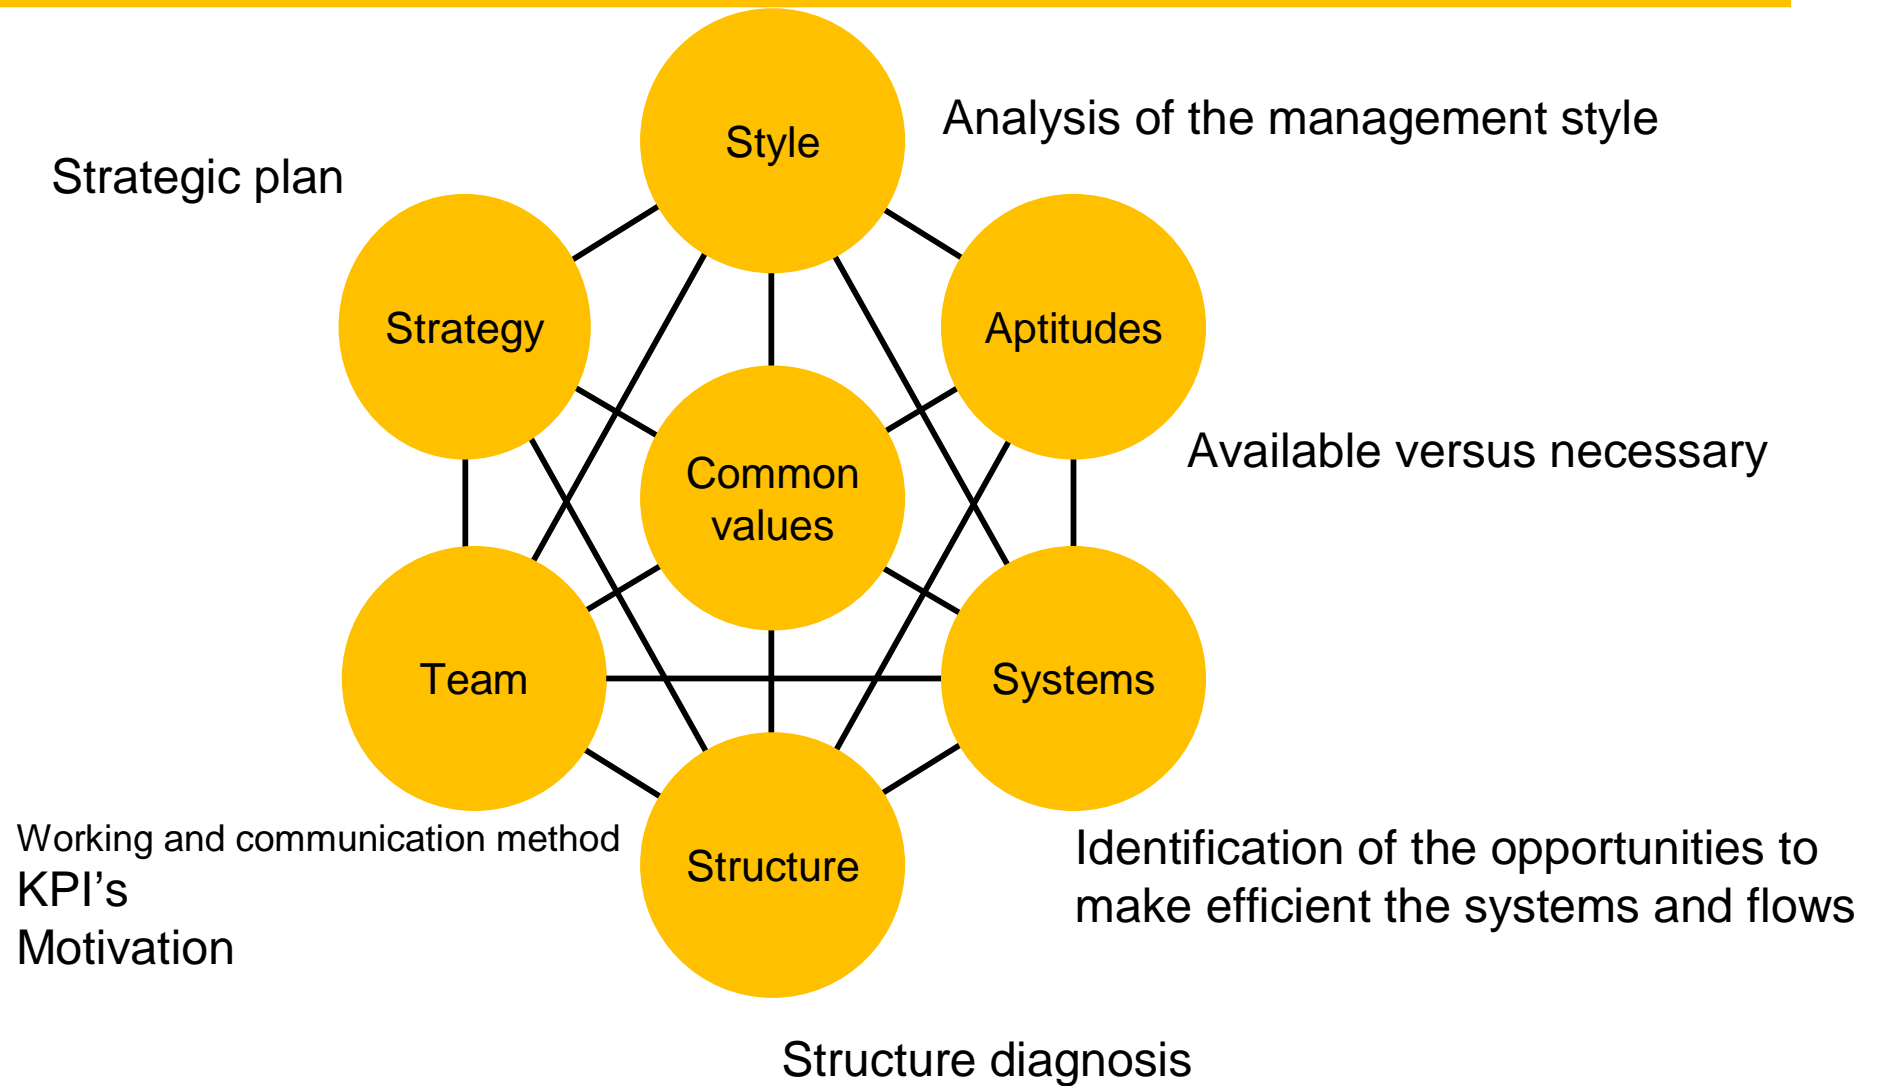 Style
Analysis of the management style
Strategic plan
Strategy
Aptitudes
Common
values
Available versus necessary
Team
Systems
Working and communication method
KPI’s
Motivation
Structure
Identification of the opportunities to
make efficient the systems and flows
Structure diagnosis